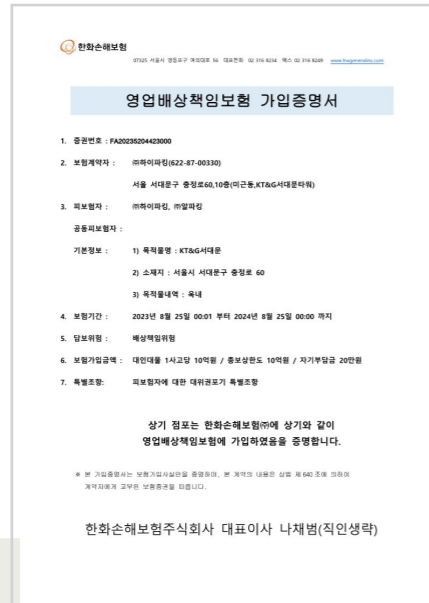 한화손해보험
07325 서울시 영등포구 여의대로 56 대표전화 02 316 8234 팩스 02 316 8249 www.hwgeneralins.com
영업배상책임보험 가입증명서
1. 증권번호 : FA20235204423000
2. 보험계약자 : ㈜하이파킹(622-87-00330)
서울 서대문구 충정로60,10층(미근동,KT&G서대문타워)
3. 피보험자 : ㈜하이파킹, ㈜알파킹
공동피보험자 :
기본정보 : 1) 목적물명 : KT&G서대문
2) 소재지 : 서울시 서대문구 충정로 60
3) 목적물내역 : 옥내
4. 보험기간 : 2023년 8월 25일 00:01 부터 2024년 8월 25일 00:00 까지
5. 담보위험 : 배상책임위험
6. 보험가입금액 : 대인대물 1사고당 10억원 / 총보상한도 10억원 / 자기부담금 20만원
7. 특별조항: 피보험자에 대한 대위권포기 특별조항
상기 점포는 한화손해보험㈜에 상기와 같이
영업배상책임보험에 가입하였음을 증명합니다.
※ 본 가입증명서는 보험가입사실만을 증명하며, 본 계약의 내용은 상법 제 640 조에 의하여
계약자에게 교부된 보험증권을 따릅니다.
한화손해보험주식회사 대표이사 나채범(직인생략)